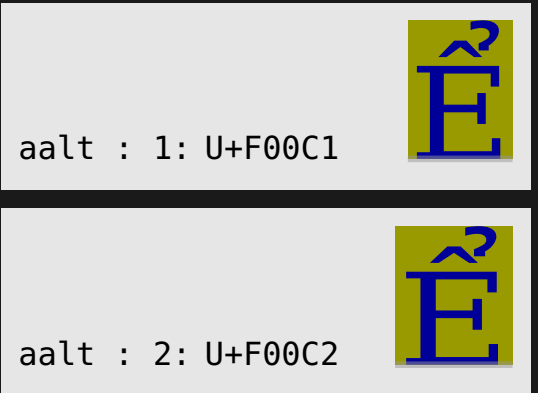 aalt : 1: U+F00C1 Ể
aalt : 2: U+F00C2 Ể